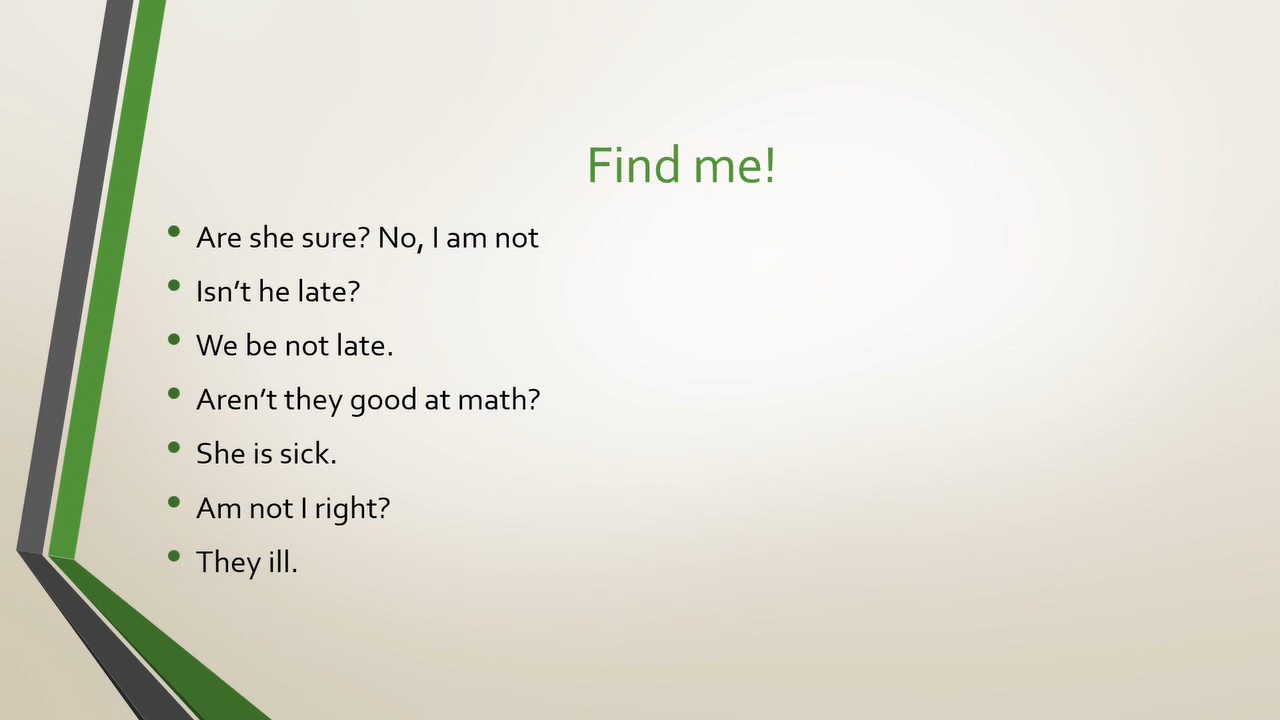 Find me!
• Are she sure? No, I am not
• Isn’t he late?
• We be not late.
• Aren’t they good at math?
• She is sick.
• Am not I right?
• They ill.